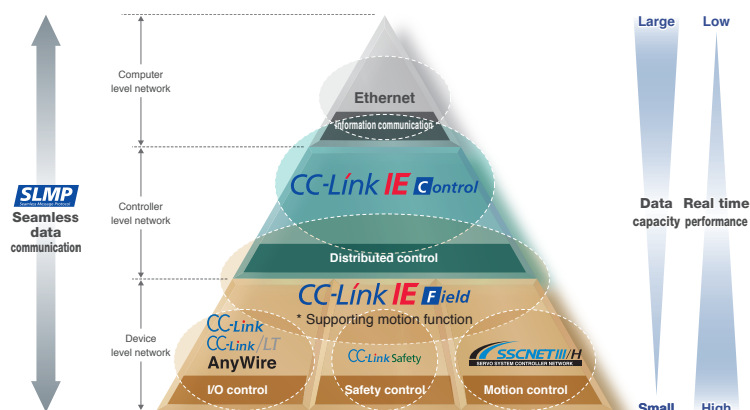 Large
Low
Computer
level network
Ethernet
Information communication
SLMP
Seamless Message Protocol
Seamless
data
communication
Controller
level network
CC-Link IE Control
Data
capacity
Real time
performance
Distributed control
CC-Link IE Field
* Supporting motion function
Device
level network
CC-Link
CC-Link/LT
AnyWire
CC-Link Safety
SSCNETIII/H
SERVO SYSTEM CONTROLLER NETWORK
I/O control
Safety control
Motion control
Small
High